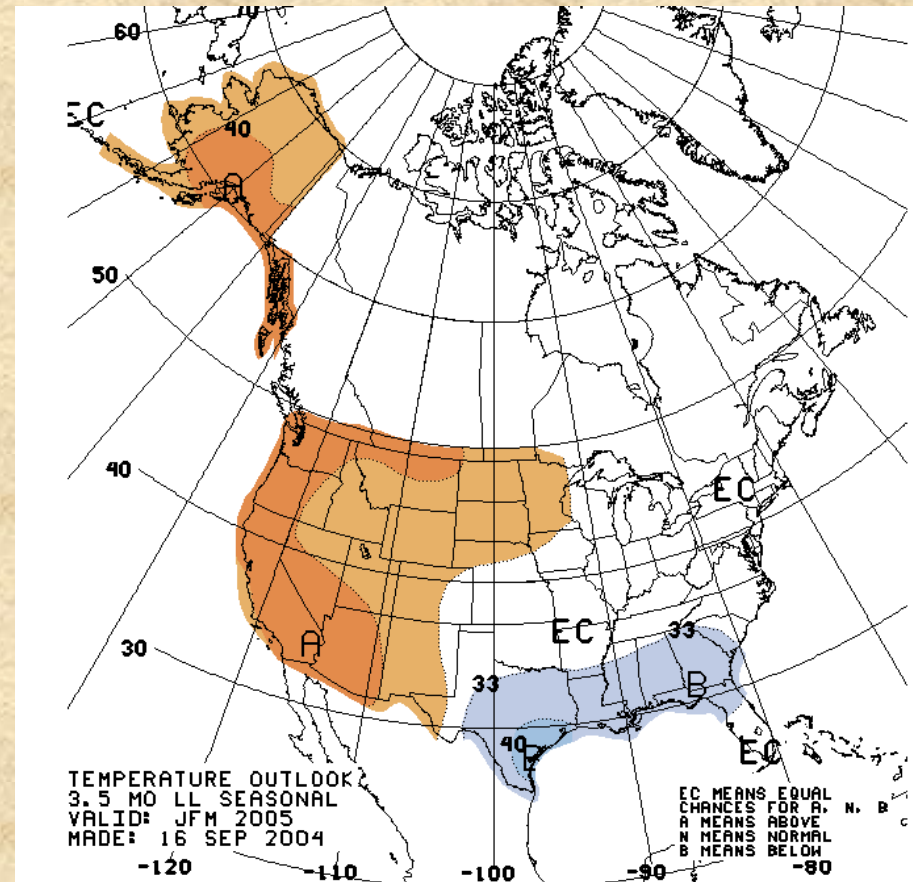 70
60
EC
40
A
50
40
EC
A
EC
33
30
33
B
40
B
EC
TEMPERATURE OUTLOOK
3.5 MO LL SEASONAL
VALID: JFM 2005
MADE: 16 SEP 2004
EC MEANS EQUAL
CHANCES FOR A, N, B
A MEANS ABOVE
N MEANS NORMAL
B MEANS BELOW
-120
-110
-100
-90
-80